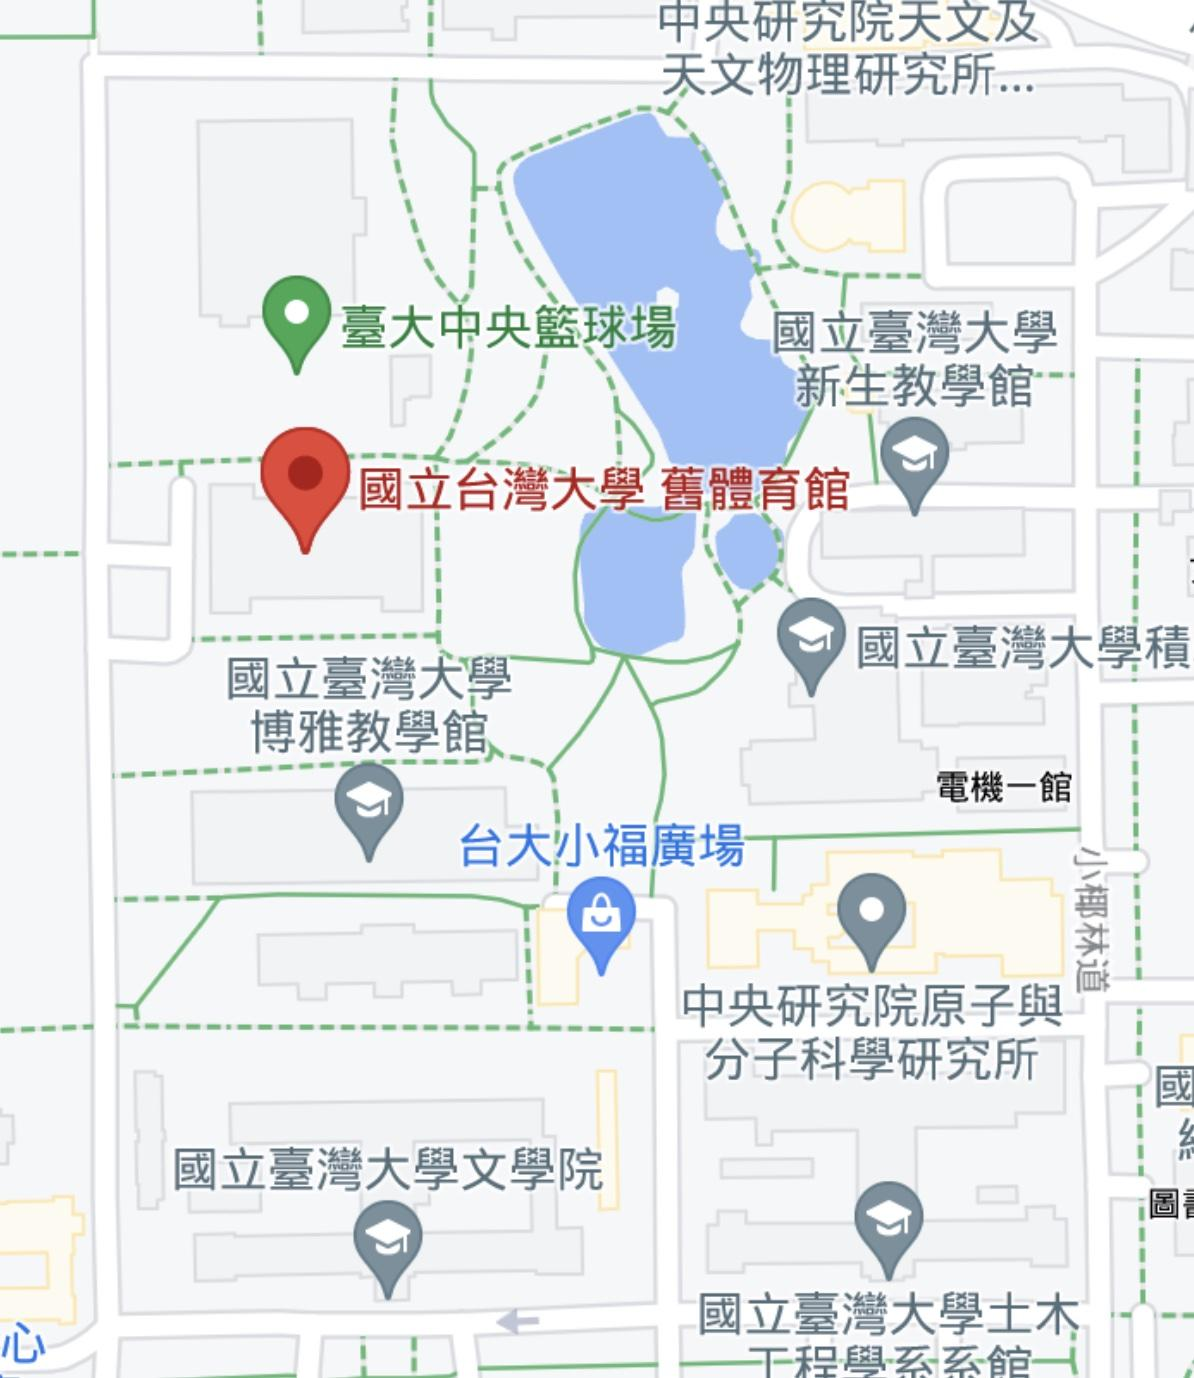 中央研究院天文及
天文物理研究所...
臺大中央籃球場
國立臺灣大學
新生教學館
國立台灣大學 舊體育館
國立臺灣大學積
國立臺灣大學
博雅教學館
電機一館
台大小福廣場
小椰林道
中央研究院原子與
分子科學研究所
國
圖書
國立臺灣大學文學院
國立臺灣大學土木
工程學系系館
心